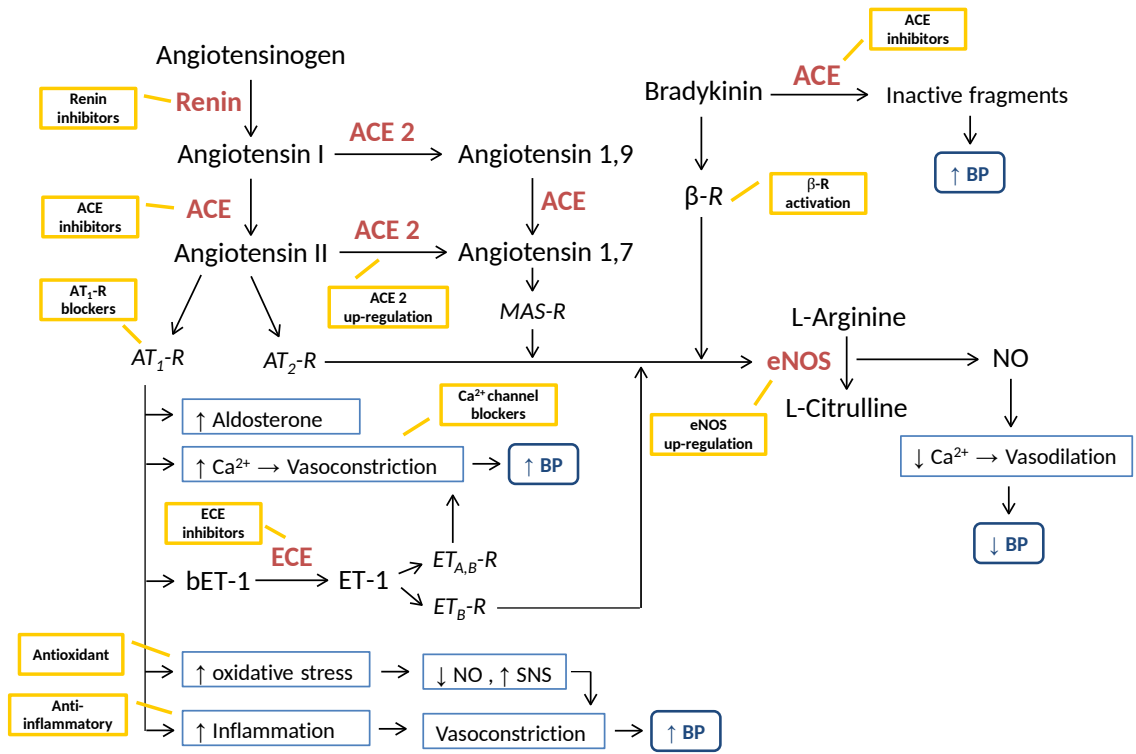 Angiotensinogen
Renin
inhibitors
Renin
Angiotensin I
ACE 2
Angiotensin 1,9
ACE
inhibitors
ACE
Angiotensin II
ACE 2
ACE
Angiotensin 1,7
ACE 2
up-regulation
MAS-R
AT₁-R
blockers
AT₁-R
AT₂-R
Bradykinin
ACE
ACE
inhibitors
Inactive fragments
↑ BP
β-R
β-R
activation
L-Arginine
eNOS
NO
L-Citrulline
eNOS
up-regulation
↓ Ca²⁺ → Vasodilation
↓ BP
↑ Aldosterone
Ca²⁺ channel
blockers
↑ Ca²⁺ → Vasoconstriction
↑ BP
ECE
inhibitors
ECE
bET-1
ET-1
ET_A,B-R
ET_B-R
Antioxidant
↑ oxidative stress
↓ NO , ↑ SNS
Anti-
inflammatory
↑ Inflammation
Vasoconstriction
↑ BP